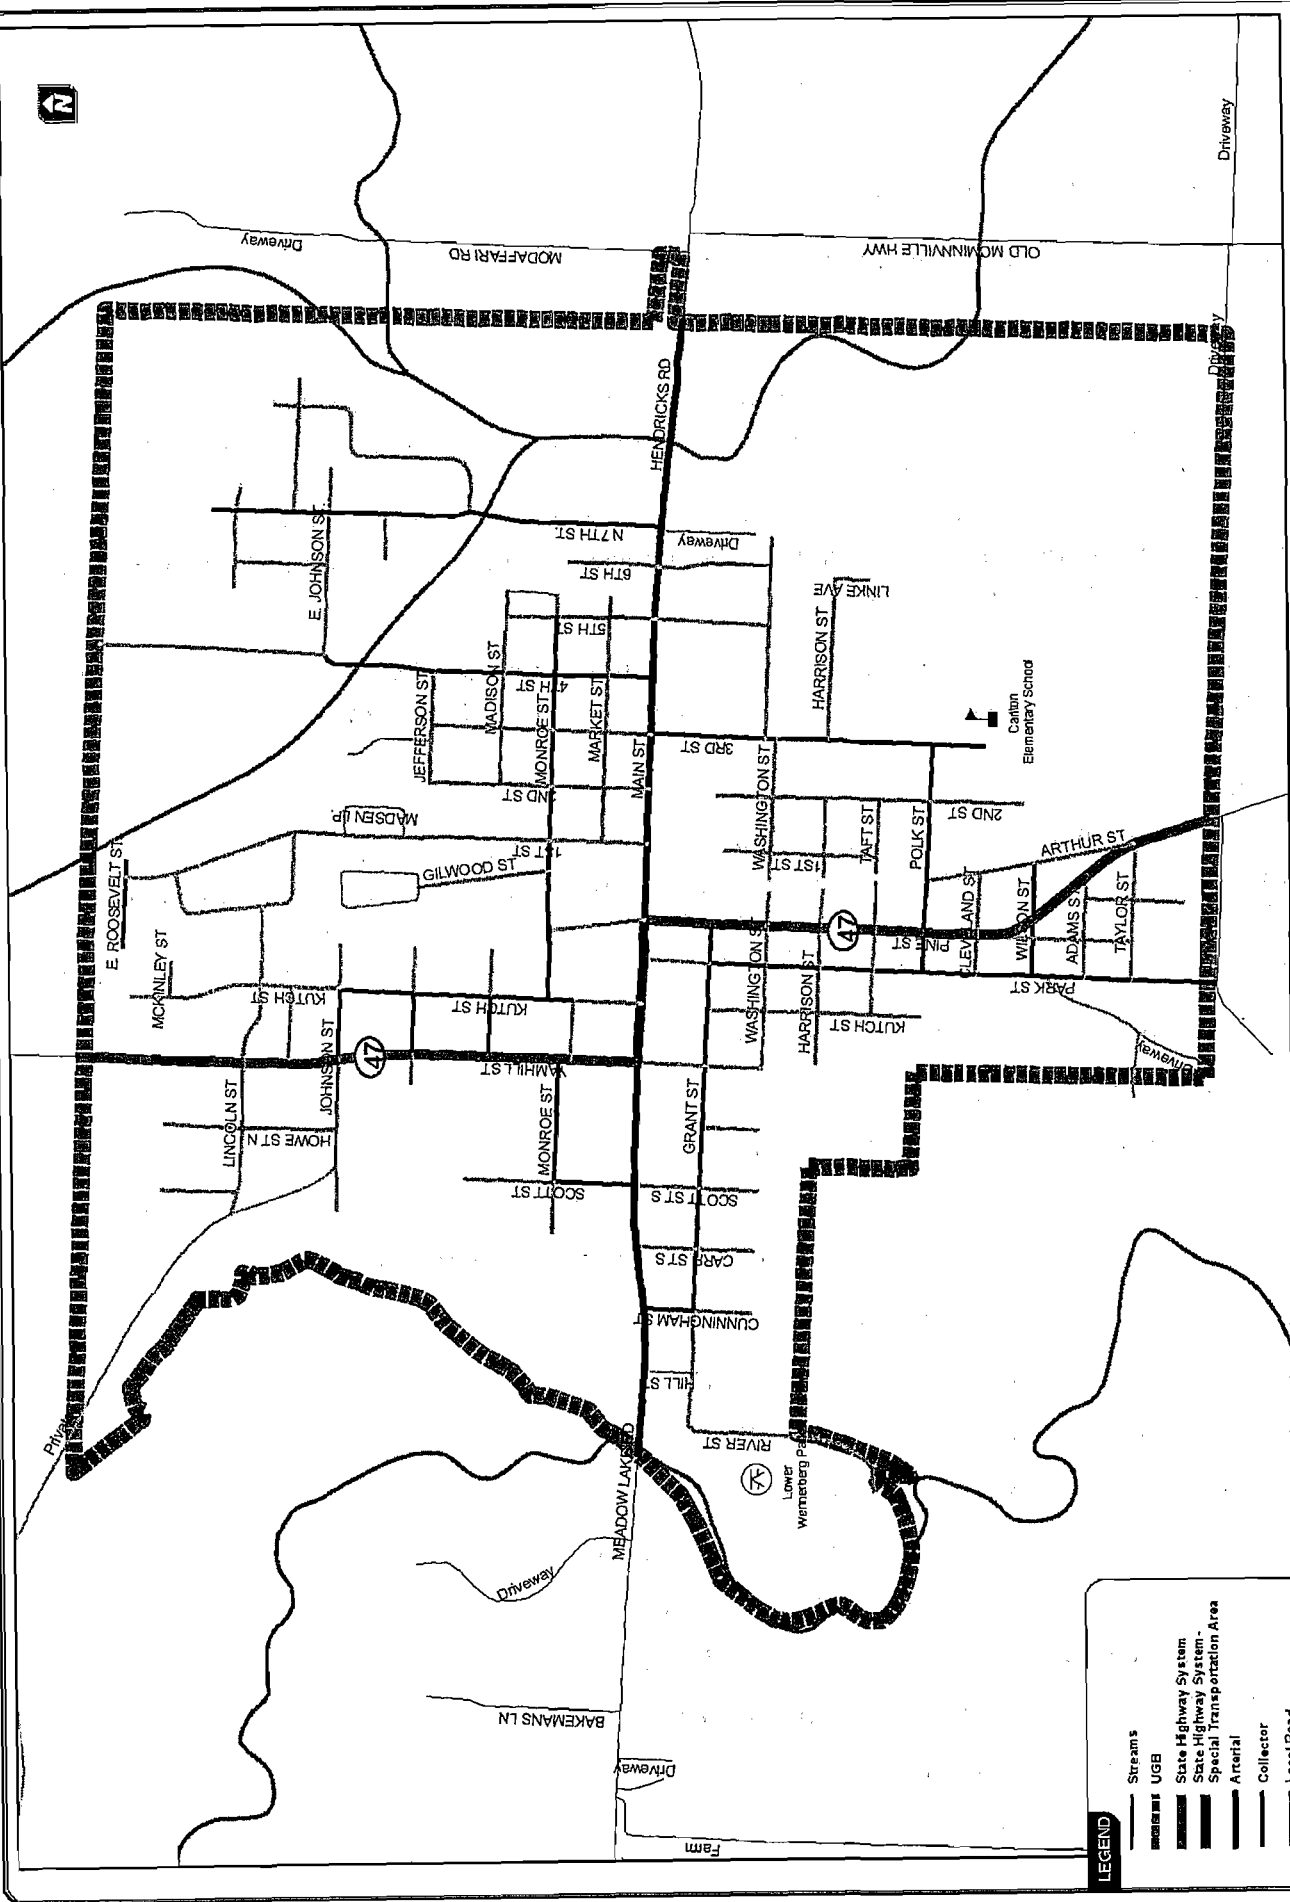 N
Driveway
Driveway
MODAFFARI RD
OLD MCMINNVILLE HWY
Driveway
HENDRICKS RD
N 7TH ST.
Driveway
6TH ST
E. JOHNSON ST.
5TH ST
LINKE AVE
HARRISON ST
MADISON ST
4TH ST
JEFFERSON ST
MONROE ST
MARKET ST
MAIN ST
3RD ST
Carlton
Elementary School
2ND ST
WASHINGTON ST
2ND ST
MADSEN LP.
1ST ST
1ST ST
TAFT ST
POLK ST
ARTHUR ST
GILWOOD ST
E. ROOSEVELT ST
CLEVELAND ST
WILSON ST
ADAMS ST
TAYLOR ST
47
PINE ST
MCKINLEY ST
KUTCH ST
KUTCH ST
WASHINGTON ST
HARRISON ST
KUTCH ST
PARK ST
Driveway
47
YAMHILL ST
JOHNSON ST
LINCOLN ST
HOWE ST N
MONROE ST
GRANT ST
SCOTT ST
SCOTT ST S
CARR ST S
CUNNINGHAM ST
HILL ST
RIVER ST
Lower
Wennerberg Park
MEADOW LAKE RD
Driveway
BAKEMANS LN
Driveway
Farm
LEGEND
Streams
UGB
State Highway System
State Highway System-
Special Transportation Area
Arterial
Collector
Local Road